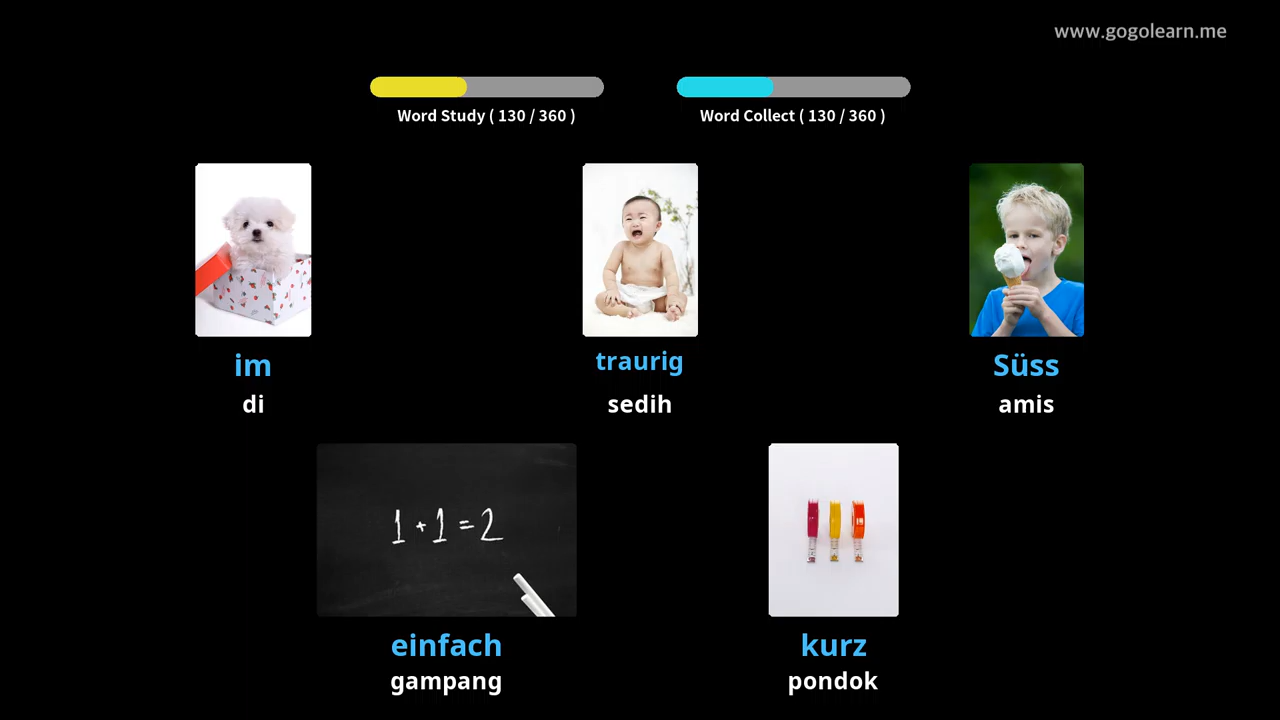 www.gogolearn.me
Word Study ( 130 / 360 )
Word Collect ( 130 / 360 )
im
traurig
Süss
di
sedih
amis
1 + 1 = 2
einfach
kurz
gampang
pondok